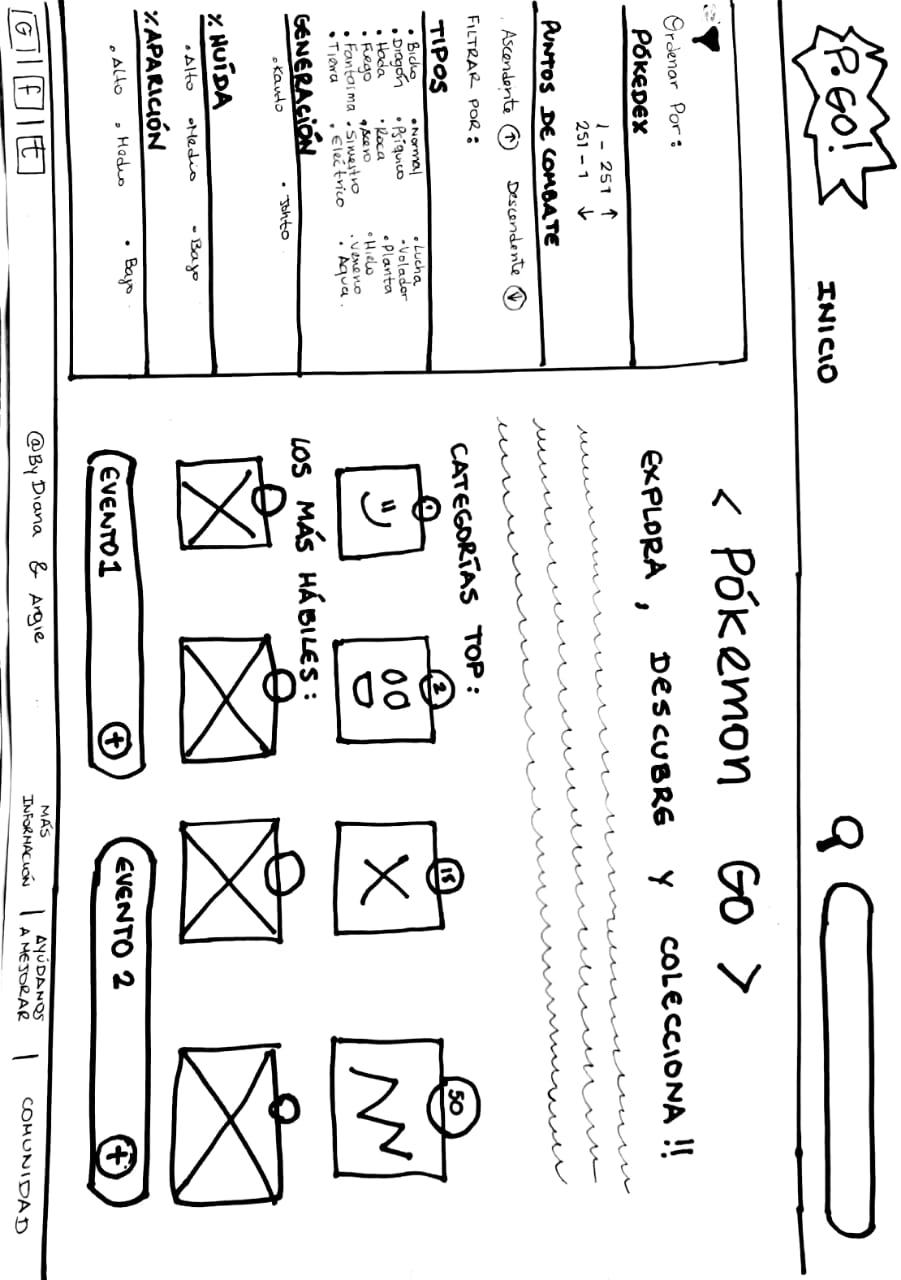 P. GO!
INICIO
< Pókemon GO >
EXPLORA, DESCUBRE Y COLECCIONA!!
Ordenar Por:
PÓKEDEX
1 - 251 ↑
251 - 1 ↓
PUNTOS DE COMBATE
Ascendente ↑ Descendente ↓
FILTRAR POR:
TIPOS
• Bicho • Normal • Lucha
• Dragón • Psíquico • Volador
• Hada • Roca • Planta
• Fuego • Acero • Hielo
• Fantasma • Siniestro • Veneno
• Tierra • Eléctrico • Agua
GENERACIÓN
• Kanto • Johto
% HUÍDA
• Alto • Medio • Bajo
% APARICIÓN
• Alto • Medio • Bajo
CATEGORÍAS TOP:
1 2 15 50
LOS MÁS HÁBILES:
EVENTO 1 +
EVENTO 2 +
G | f | t
@By Diana & Angie
MÁS INFORMACIÓN | AYÚDANOS A MEJORAR | COMUNIDAD